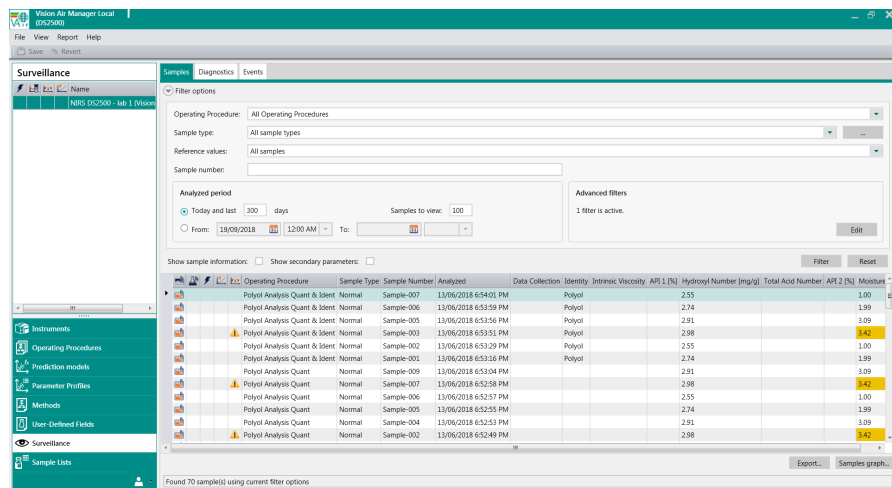 Vision Air Manager Local
(DS2500)
File View Report Help
Save Revert
Surveillance
Name
NIRS DS2500 - lab 1 (Vision
Instruments
Operating Procedures
Prediction models
Parameter Profiles
Methods
User-Defined Fields
Surveillance
Sample Lists
Samples Diagnostics Events
Filter options
Operating Procedure: All Operating Procedures
Sample type: All sample types ...
Reference values: All samples
Sample number:
Analyzed period
Today and last 300 days Samples to view: 100
From: 19/09/2018 12:00 AM To:
Advanced filters
1 filter is active.
Edit
Show sample information: Show secondary parameters: Filter Reset
Operating Procedure Sample Type Sample Number Analyzed Data Collection Identity Intrinsic Viscosity API 1 [%] Hydroxyl Number [mg/g] Total Acid Number API 2 [%] Moisture
Polyol Analysis Quant & Ident Normal Sample-007 13/06/2018 6:54:01 PM Polyol 2.55 1.00
Polyol Analysis Quant & Ident Normal Sample-006 13/06/2018 6:53:59 PM Polyol 2.74 1.99
Polyol Analysis Quant & Ident Normal Sample-005 13/06/2018 6:53:56 PM Polyol 2.91 3.09
Polyol Analysis Quant & Ident Normal Sample-003 13/06/2018 6:53:51 PM Polyol 2.98 3.42
Polyol Analysis Quant & Ident Normal Sample-002 13/06/2018 6:53:29 PM Polyol 2.55 1.00
Polyol Analysis Quant & Ident Normal Sample-001 13/06/2018 6:53:16 PM Polyol 2.74 1.99
Polyol Analysis Quant Normal Sample-009 13/06/2018 6:53:04 PM 2.91 3.09
Polyol Analysis Quant Normal Sample-007 13/06/2018 6:52:58 PM 2.98 3.42
Polyol Analysis Quant Normal Sample-006 13/06/2018 6:52:57 PM 2.55 1.00
Polyol Analysis Quant Normal Sample-005 13/06/2018 6:52:55 PM 2.74 1.99
Polyol Analysis Quant Normal Sample-004 13/06/2018 6:52:53 PM 2.91 3.09
Polyol Analysis Quant Normal Sample-002 13/06/2018 6:52:49 PM 2.98 3.42
Export... Samples graph...
Found 70 sample(s) using current filter options